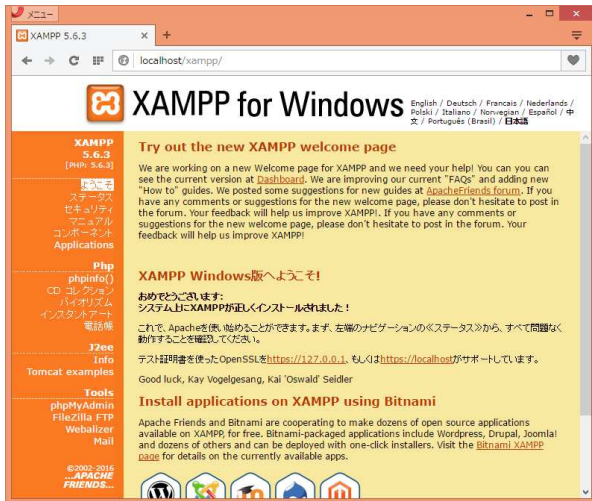 メニュー
XAMPP 5.6.3
localhost/xampp/
XAMPP for Windows
English / Deutsch / Francais / Nederlands /
Polski / Italiano / Norwegian / Español / 中
文 / Português (Brasil) / 日本語
XAMPP
5.6.3
[PHP: 5.6.3]
ようこそ
ステータス
セキュリティ
マニュアル
コンポーネント
Applications
Php
phpinfo()
CD コレクション
バイオリズム
インスタントアート
電話帳
J2ee
Info
Tomcat examples
Tools
phpMyAdmin
FileZilla FTP
Webalizer
Mail
©2002-2016
...APACHE
FRIENDS...
Try out the new XAMPP welcome page
We are working on a new Welcome page for XAMPP and we need your help! You can you can
see the current version at Dashboard. We are improving our current "FAQs" and adding new
"How to" guides. We posted some suggestions for new guides at ApacheFriends forum. If you
have any comments or suggestions for the new welcome page, please don't hesitate to post in
the forum. Your feedback will help us improve XAMPP!. If you have any comments or
suggestions for the new welcome page, please don't hesitate to post in the forum. Your
feedback will help us improve XAMPP!
XAMPP Windows版へようこそ!
おめでとうございます:
システム上にXAMPPが正しくインストールされました！
これで、Apacheを使い始めることができます。まず、左端のナビゲーションの≪ステータス≫から、すべて問題なく
動作することを確認してください。
テスト証明書を使ったOpenSSLをhttps://127.0.0.1、もしくはhttps://localhostがサポートしています。
Good luck, Kay Vogelgesang, Kai 'Oswald' Seidler
Install applications on XAMPP using Bitnami
Apache Friends and Bitnami are cooperating to make dozens of open source applications
available on XAMPP, for free. Bitnami-packaged applications include Wordpress, Drupal, Joomla!
and dozens of others and can be deployed with one-click installers. Visit the Bitnami XAMPP
page for details on the currently available apps.